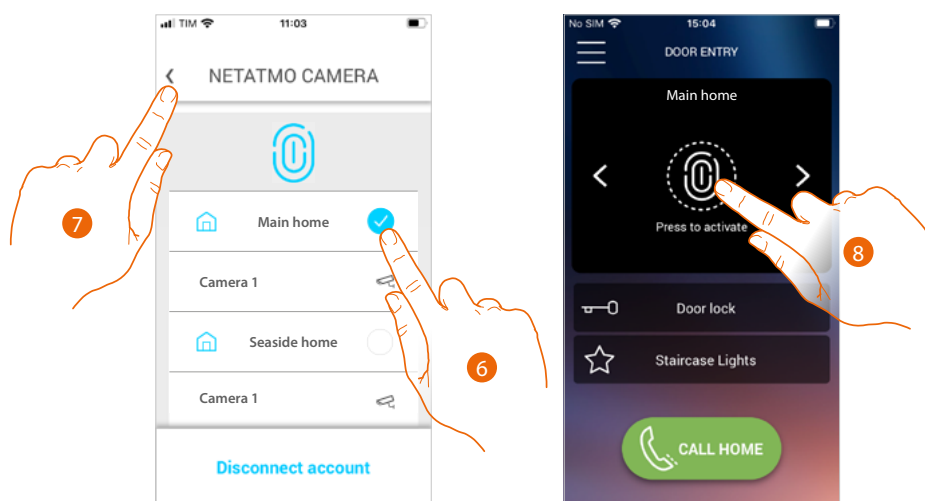 TIM 11:03
NETATMO CAMERA
Main home
Camera 1
Seaside home
Camera 1
Disconnect account
7
6
No SIM 15:04
DOOR ENTRY
Main home
Press to activate
Door lock
Staircase Lights
CALL HOME
8